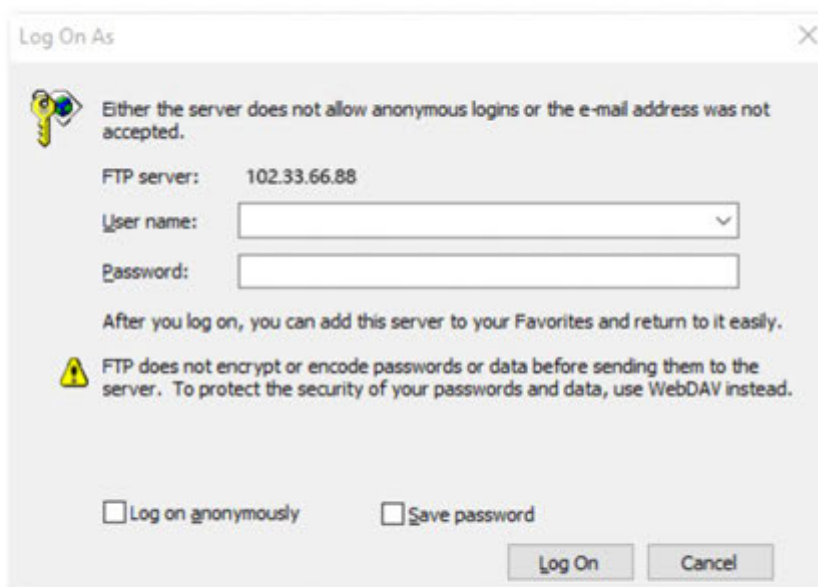 Log On As
Either the server does not allow anonymous logins or the e-mail address was not
accepted.
FTP server: 102.33.66.88
User name:
Password:
After you log on, you can add this server to your Favorites and return to it easily.
FTP does not encrypt or encode passwords or data before sending them to the
server. To protect the security of your passwords and data, use WebDAV instead.
Log on anonymously Save password
Log On Cancel